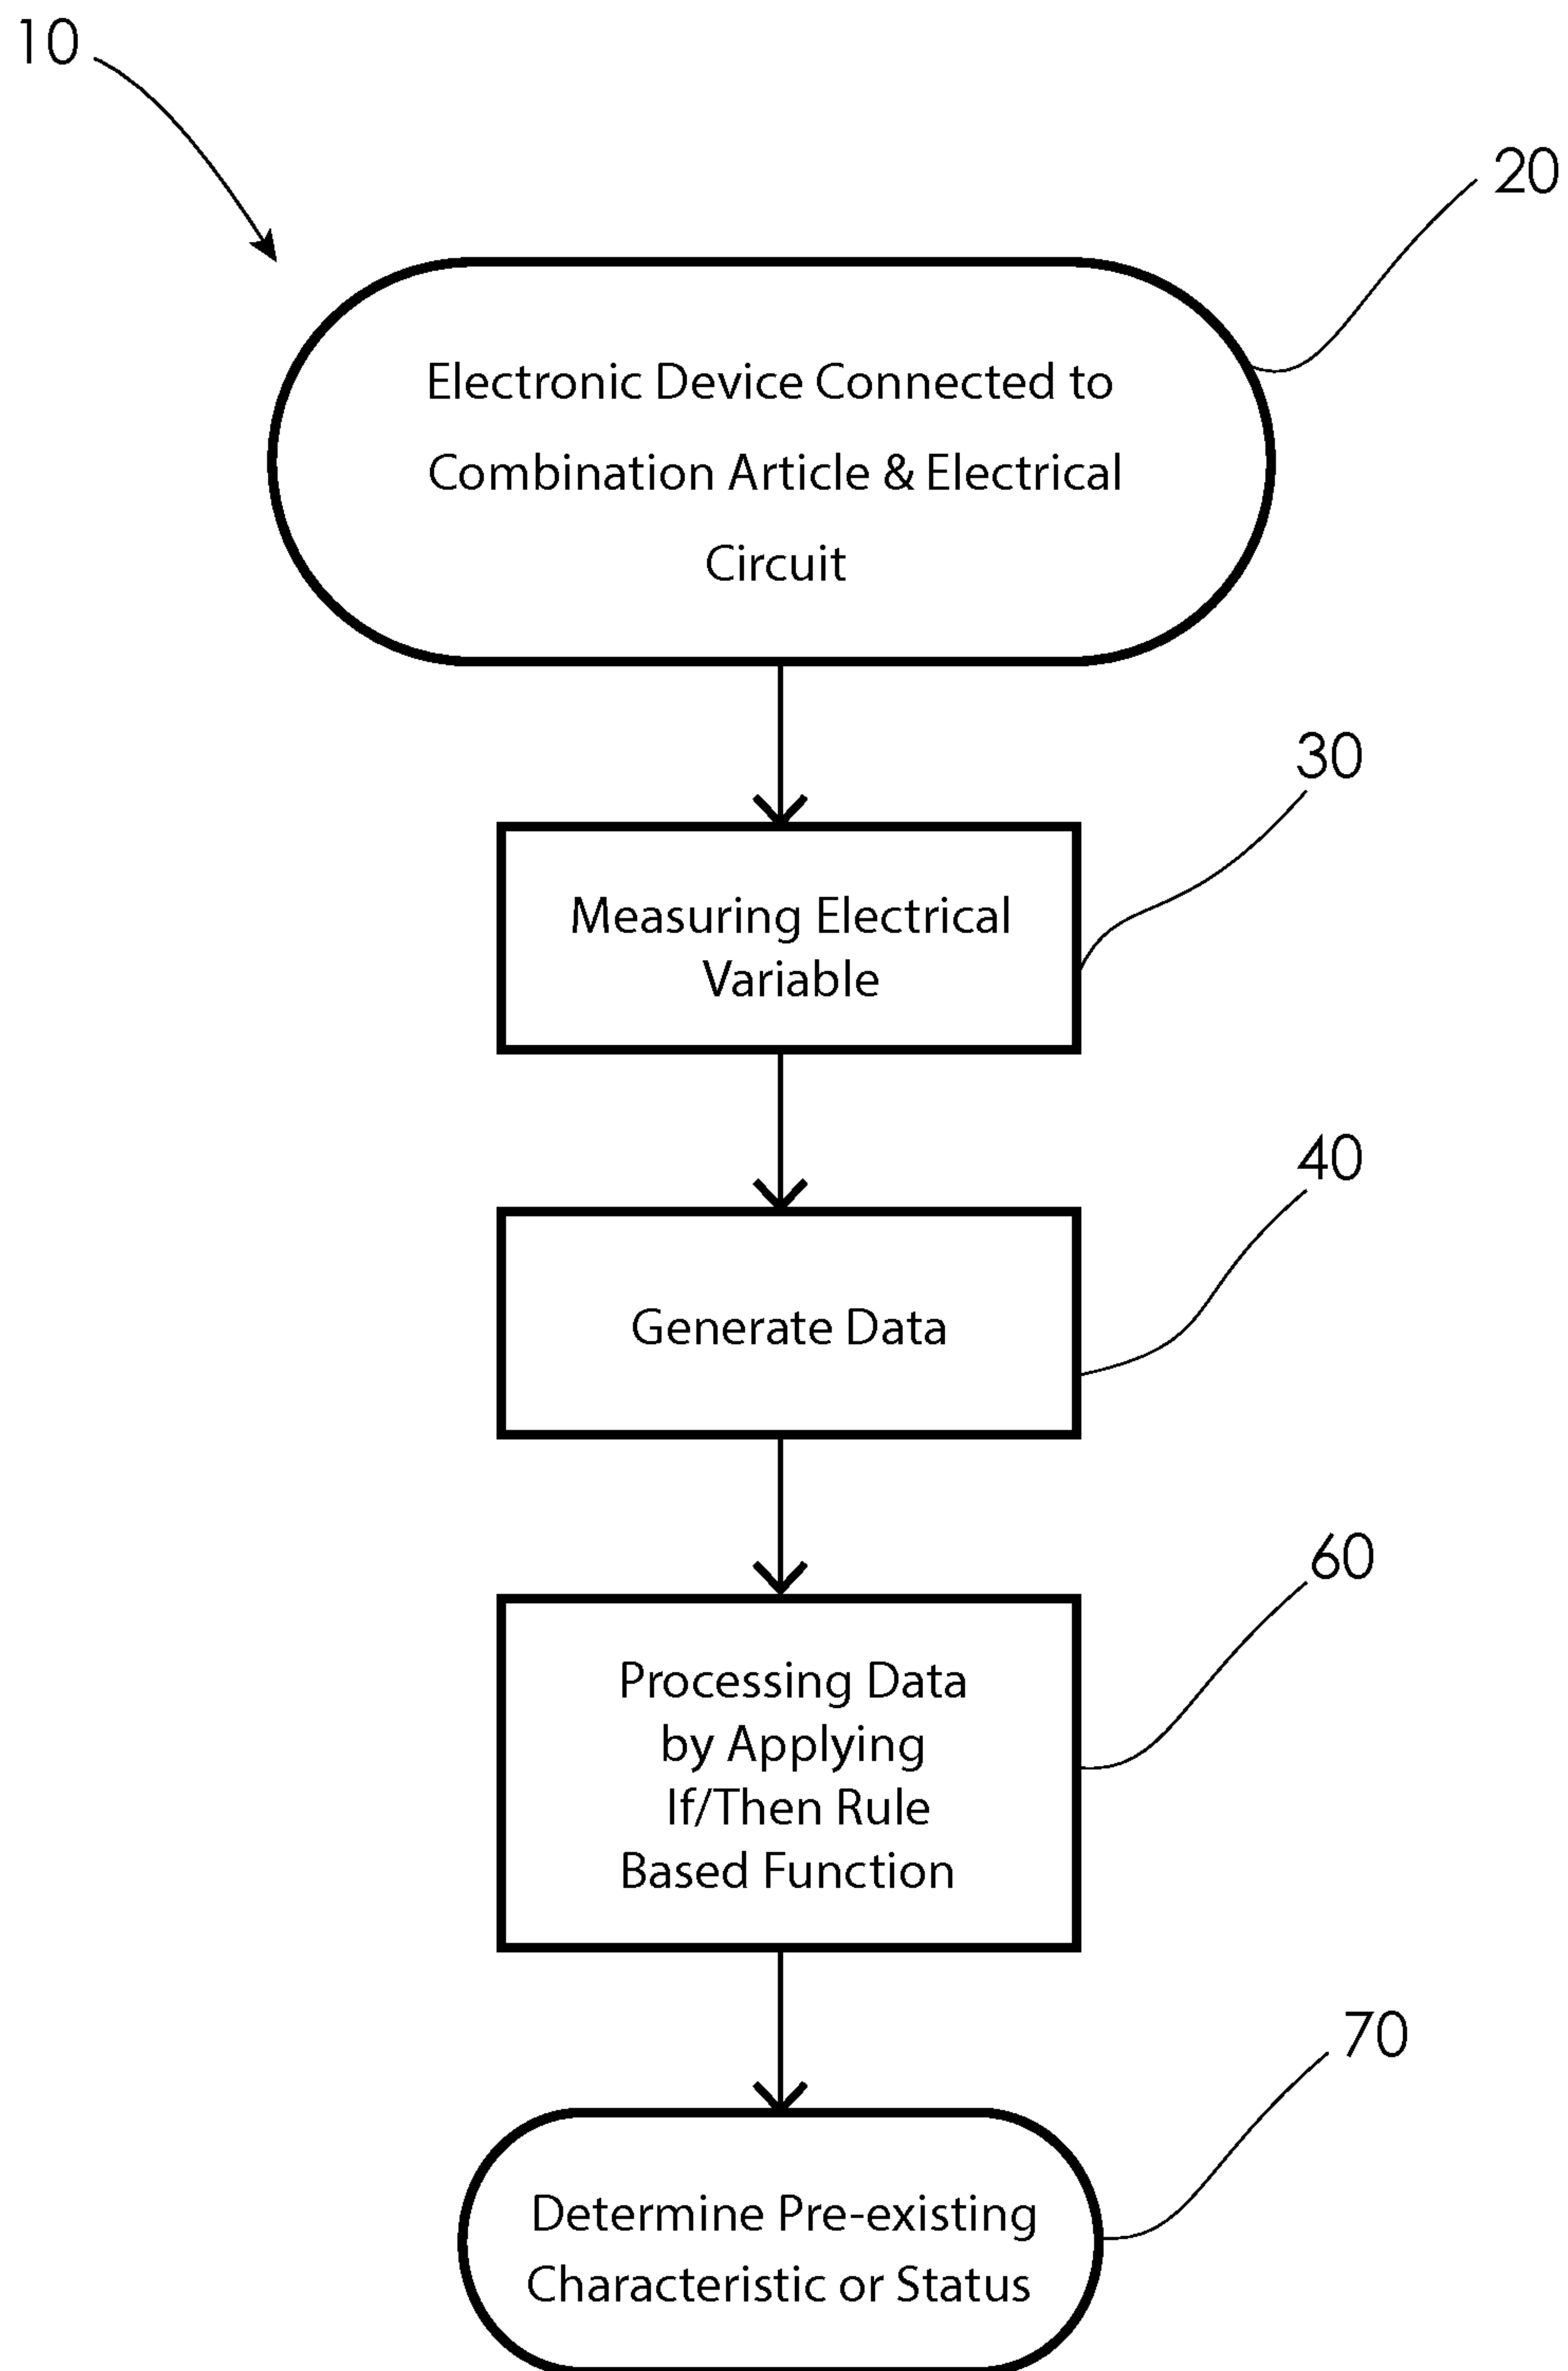 10
20
Electronic Device Connected to
Combination Article & Electrical
Circuit
30
Measuring Electrical
Variable
40
Generate Data
60
Processing Data
by Applying
If/Then Rule
Based Function
70
Determine Pre-existing
Characteristic or Status